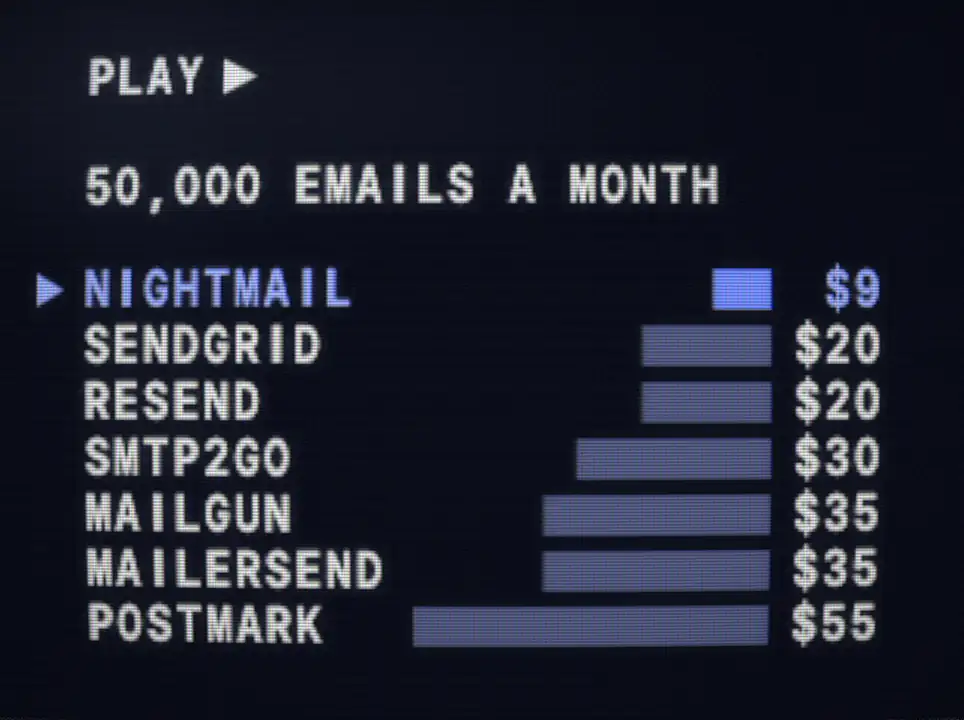 PLAY ▶
50,000 EMAILS A MONTH
▶ NIGHTMAIL $9
SENDGRID $20
RESEND $20
SMTP2GO $30
MAILGUN $35
MAILERSEND $35
POSTMARK $55